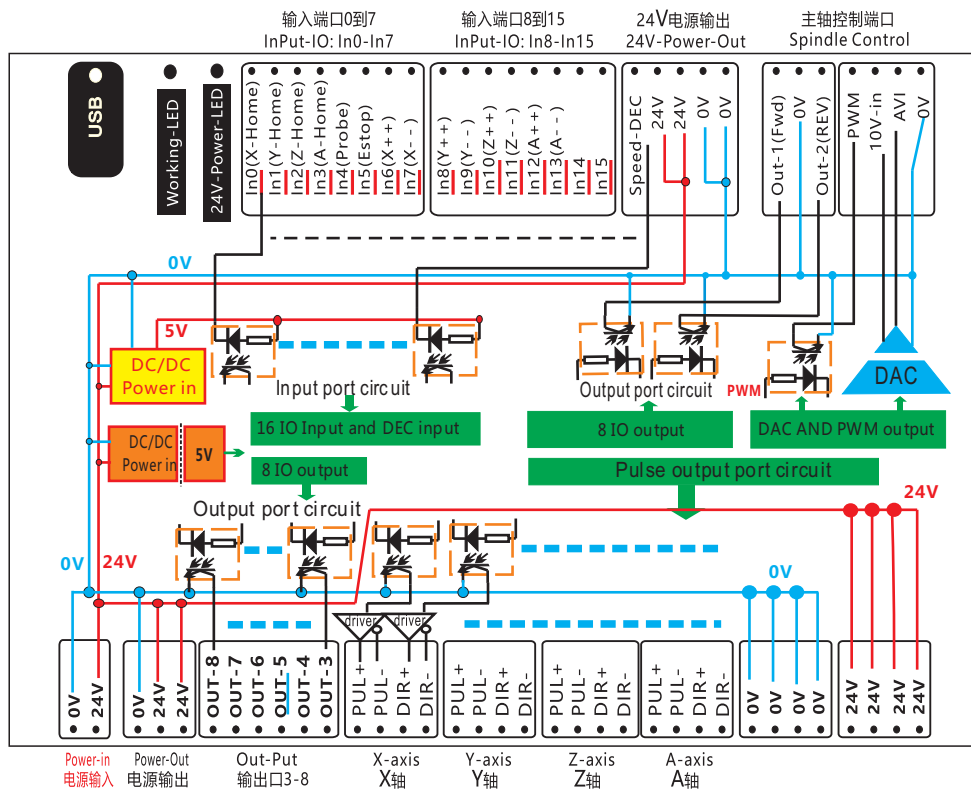 输入端口0到7
InPut-IO: In0-In7
输入端口8到15
InPut-IO: In8-In15
24V电源输出
24V-Power-Out
主轴控制端口
Spindle Control
USB
Working-LED
24V-Power-LED
In0(X-Home)
In1(Y-Home)
In2(Z-Home)
In3(A-Home)
In4(Probe)
In5(Estop)
In6(X++)
In7(X--)
In8(Y++)
In9(Y--)
In10(Z++)
In11(Z--)
In12(A++)
In13(A--)
In14
In15
Speed-DEC
24V
24V
0V
0V
Out-1(Fwd)
0V
Out-2(REV)
PWM
10V-in
AVI
0V
0V
5V
DC/DC
Power in
Input port circuit
Output port circuit
PWM
DAC
16 IO Input and DEC input
8 IO output
DAC AND PWM output
DC/DC
Power in
5V
8 IO output
Pulse output port circuit
Output port circuit
24V
0V
24V
0V
driver
driver
0V
24V
0V
24V
24V
OUT-8
OUT-7
OUT-6
OUT-5
OUT-4
OUT-3
PUL+
PUL-
DIR+
DIR-
PUL+
PUL-
DIR+
DIR-
PUL+
PUL-
DIR+
DIR-
PUL+
PUL-
DIR+
DIR-
0V
0V
0V
0V
24V
24V
24V
24V
Power-in
电源输入
Power-Out
电源输出
Out-Put
输出口3-8
X-axis
X轴
Y-axis
Y轴
Z-axis
Z轴
A-axis
A轴